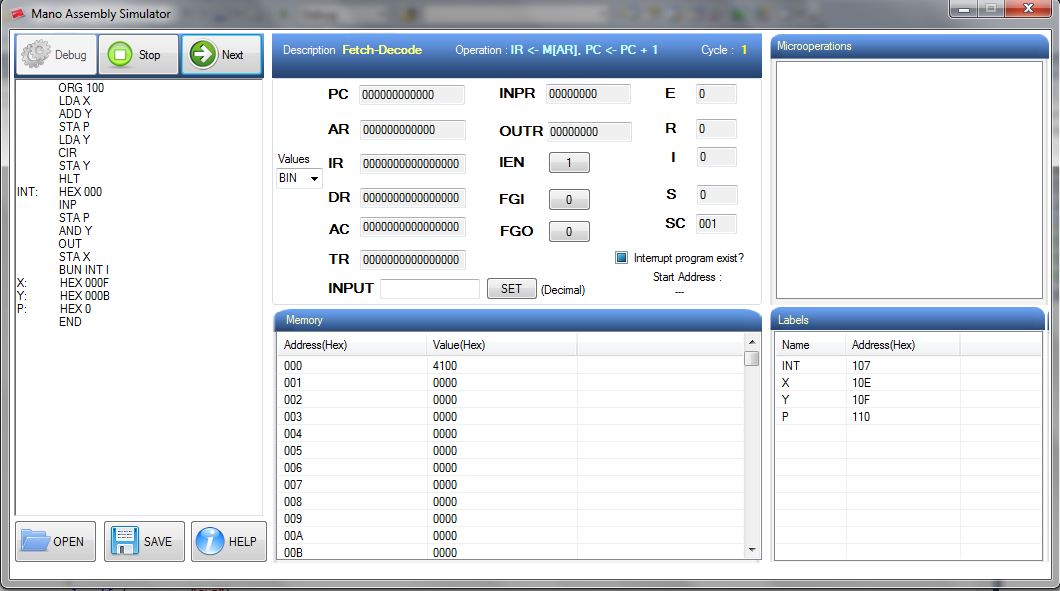 Mano Assembly Simulator
Debug Stop Next
ORG 100
LDA X
ADD Y
STA P
LDA Y
CIR
STA Y
HLT
INT: HEX 000
INP
STA P
AND Y
OUT
STA X
BUN INT I
X: HEX 000F
Y: HEX 000B
P: HEX 0
END
OPEN SAVE HELP
Description Fetch-Decode Operation : IR <- M[AR], PC <- PC + 1 Cycle : 1
Values
BIN
PC 000000000000 INPR 00000000 E 0
AR 000000000000 OUTR 00000000 R 0
IR 0000000000000000 IEN 1 I 0
DR 0000000000000000 FGI 0 S 0
AC 0000000000000000 FGO 0 SC 001
TR 0000000000000000 Interrupt program exist?
Start Address :
---
INPUT SET (Decimal)
Memory
Address(Hex) Value(Hex)
000 4100
001 0000
002 0000
003 0000
004 0000
005 0000
006 0000
007 0000
008 0000
009 0000
00A 0000
00B 0000
Microoperations
Labels
Name Address(Hex)
INT 107
X 10E
Y 10F
P 110